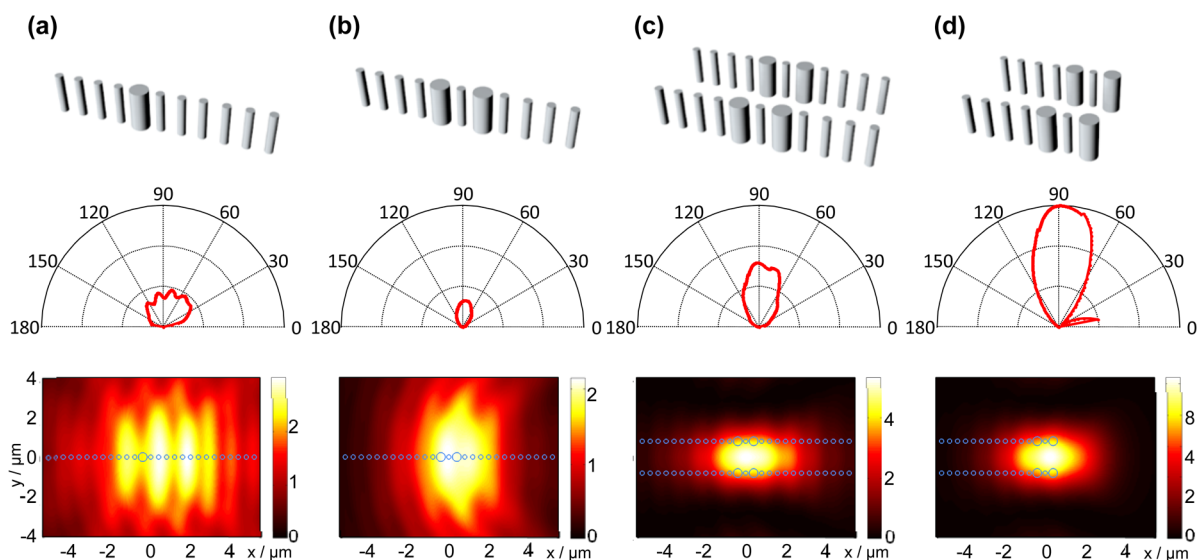 (a) (b) (c) (d)
90 90 90 90
120 60 120 60 120 60 120 60
150 30 150 30 150 30 150 30
180 0 180 0 180 0 180 0
4 2 0 -2 -4
y / µm
-4 -2 0 2 4 x / µm
2 1 0
-4 -2 0 2 4 x / µm
2 1 0
-4 -2 0 2 4 x / µm
4 2 0
-4 -2 0 2 4 x / µm
8 6 4 2 0